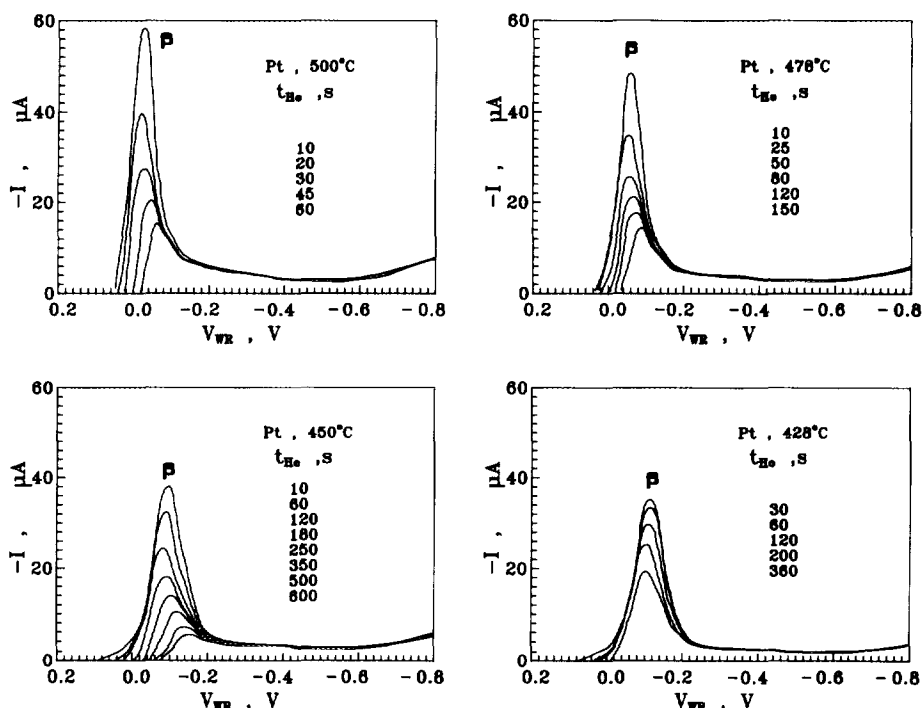 60
40
20
0
-I , μA
β
Pt , 500°C
t_He ,s
10
20
30
45
60
0.2 0.0 -0.2 -0.4 -0.6 -0.8
V_WR , V
60
40
20
0
-I , μA
β
Pt , 478°C
t_He ,s
10
25
50
80
120
150
0.2 0.0 -0.2 -0.4 -0.6 -0.8
V_WR , V
60
40
20
0
-I , μA
β
Pt , 450°C
t_He ,s
10
60
120
180
250
350
500
600
0.2 0.0 -0.2 -0.4 -0.6 -0.8
V_WR , V
60
40
20
0
-I , μA
β
Pt , 428°C
t_He ,s
30
60
120
200
360
0.2 0.0 -0.2 -0.4 -0.6 -0.8
V_WR , V